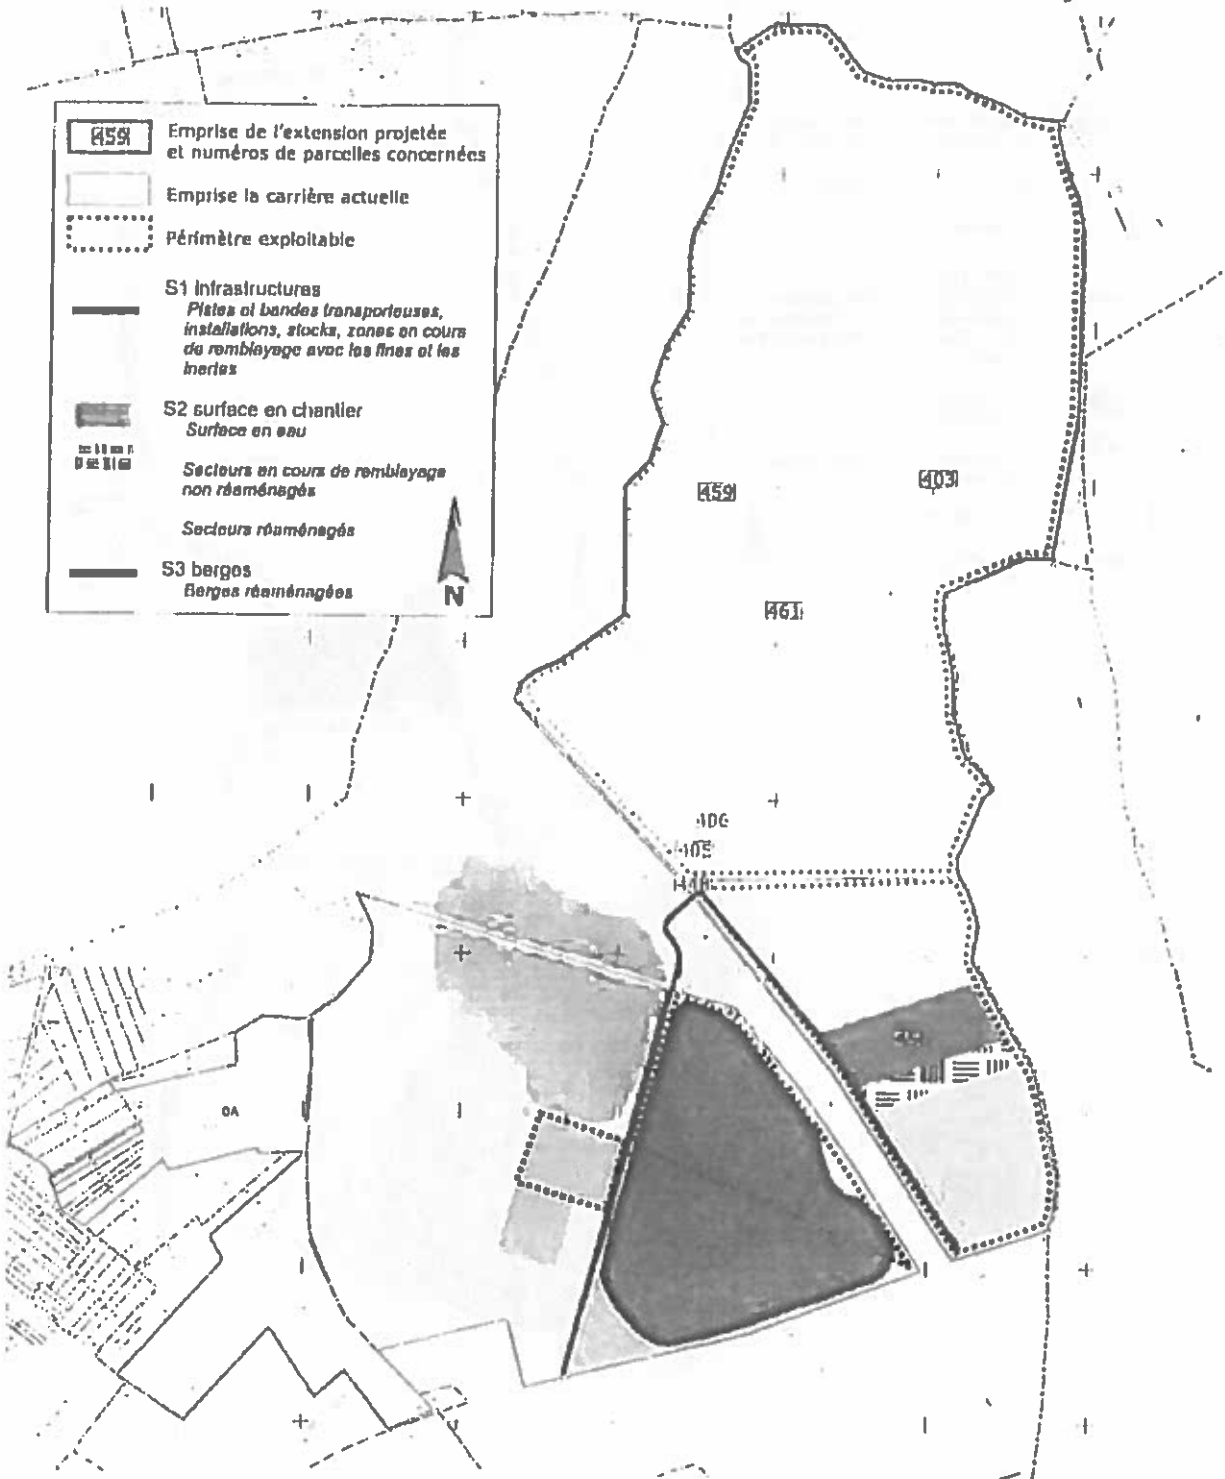 459
Emprise de l'extension projetée
et numéros de parcelles concernées
Emprise la carrière actuelle
Périmètre exploitable
S1 infrastructures
Pistes et bandes transporteuses,
installations, stocks, zones en cours
de remblayage avec les fines et les
inertes
S2 surface en chantier
Surface en eau
Secteurs en cours de remblayage
non réaménagés
Secteurs réaménagés
S3 berges
Berges réaménagées
N
459
403
461
406
405
0A